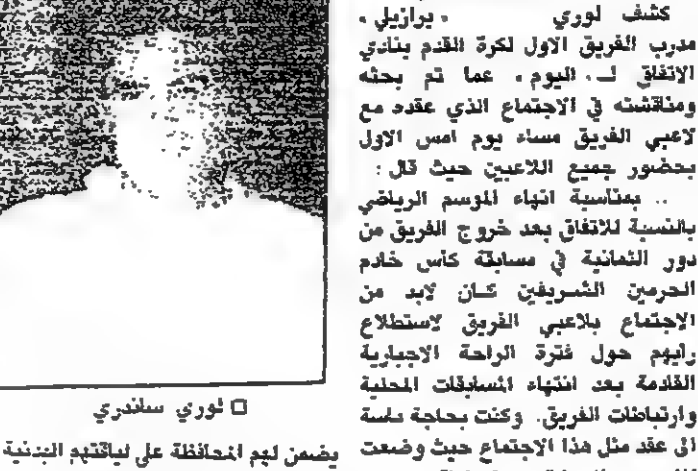 كشف لوري « برازيلي »
مدرب الفريق الاول لكرة القدم بنادي
الاتفاق لـ « اليوم » عما تم بحثه
ومناقشته في الاجتماع الذي عقده مع
لاعبي الفريق مساء يوم امس الاول
بحضور جميع اللاعبين حيث قال :
.. بمناسبة انتهاء الموسم الرياضي
بالنسبة للاتفاق بعد خروج الفريق من
دور الثمانية في مسابقة كاس خادم
الحرمين الشريفين كان لابد من
الاجتماع بلاعبي الفريق لاستطلاع
رايهم حول فترة الراحة الاجبارية
القادمة بعد انتهاء المسابقات المحلية
وارتباطات الفريق. وكنت بحاجة ماسة
الى عقد مثل هذا الاجتماع حيث وضعت
□ لوري ساندري
يضمن لهم المحافظة على لياقتهم البدنية